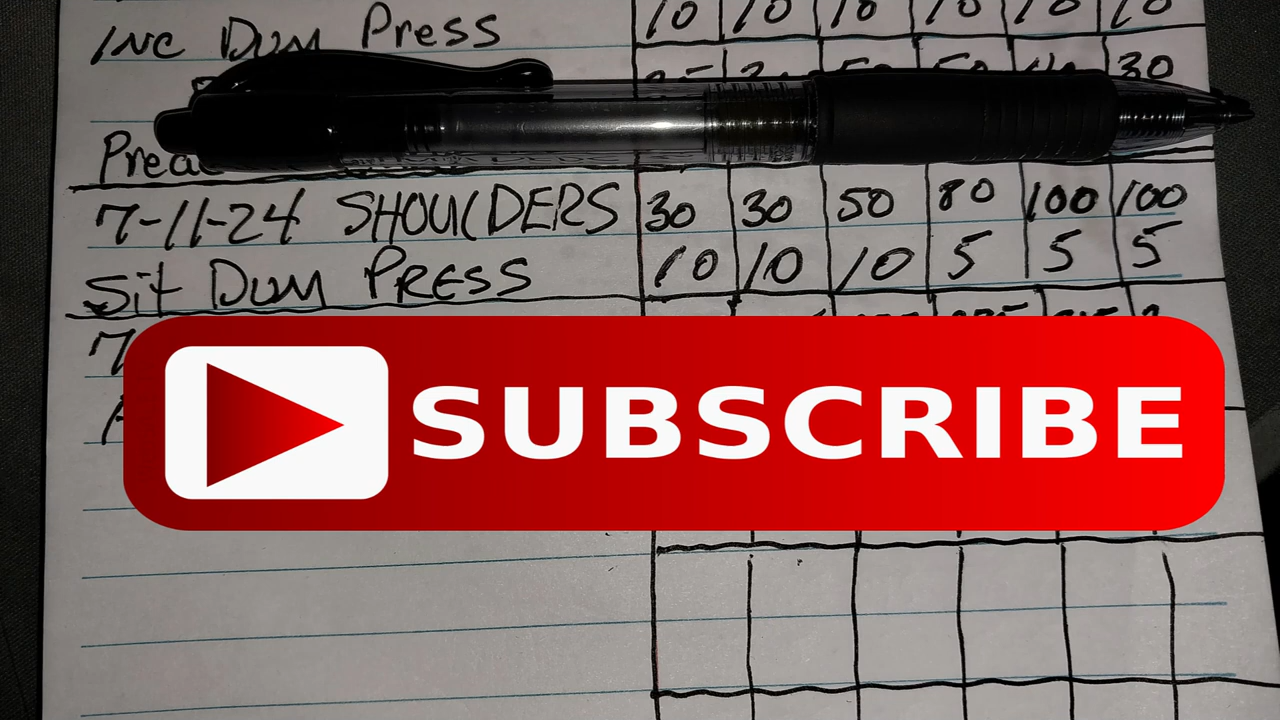 INC DUM Press 10 10 10 10 10 10
30
7-11-24 SHOULDERS 30 30 50 80 100 100
Sit DUM PRESS 10 10 10 5 5 5
SUBSCRIBE